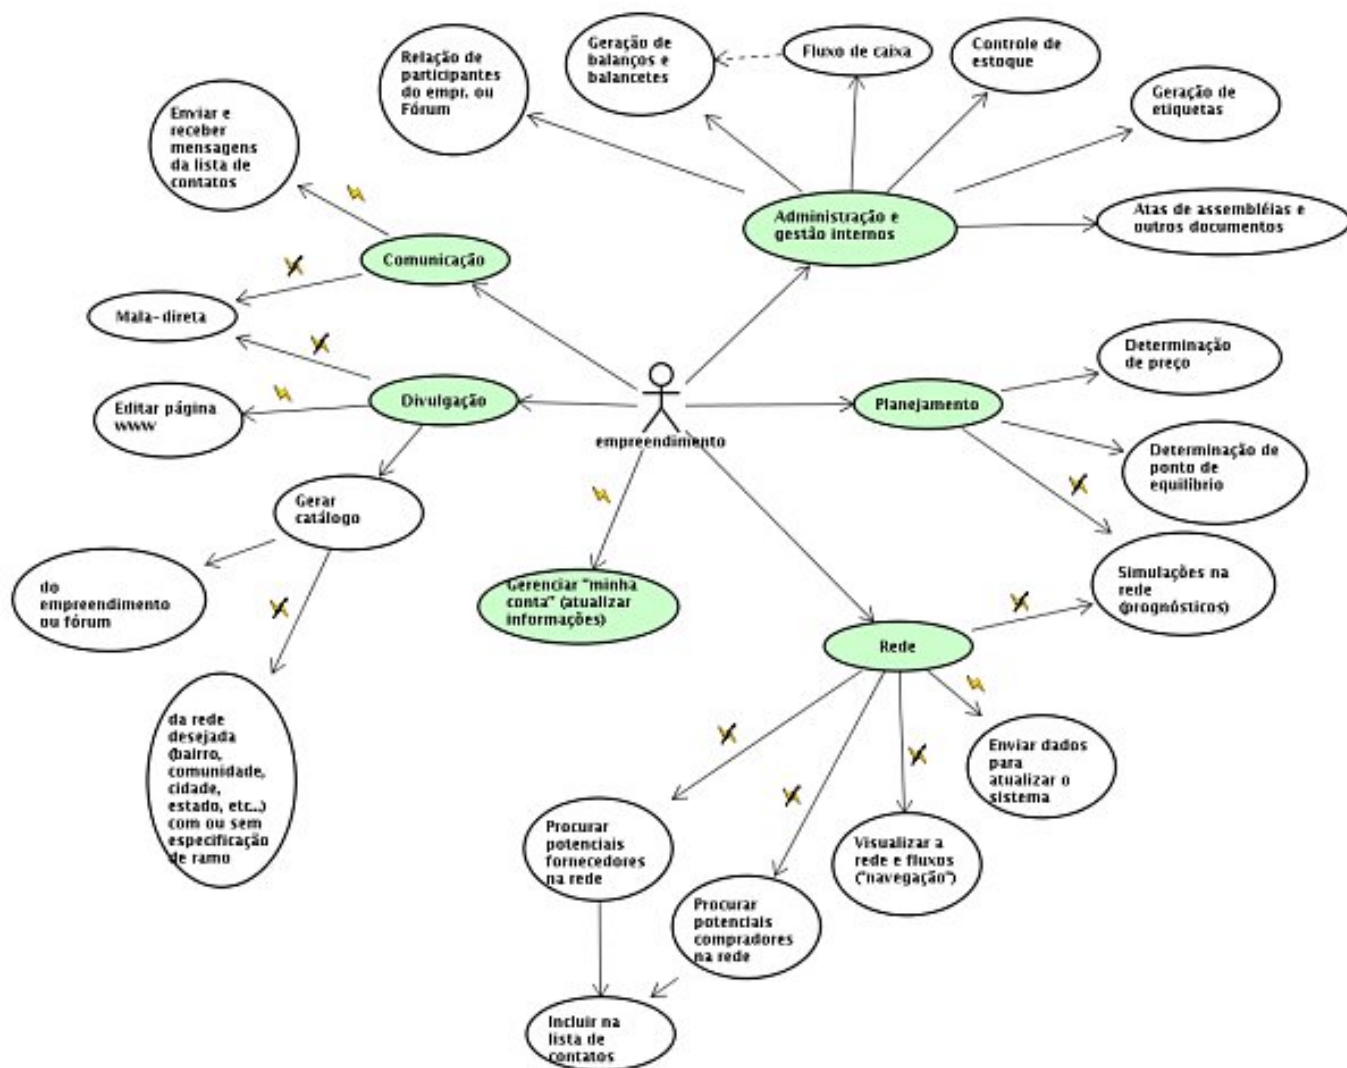 Relação de
participantes
do empr. ou
Fórum
Geração de
balanços e
balancetes
Fluxo de caixa
Controle de
estoque
Geração de
etiquetas
Enviar e
receber
mensagens
da lista de
contatos
Administração e
gestão internos
Atas de assembléias e
outros documentos
Comunicação
Mala-direta
Determinação
de preço
Divulgação
Editar página
www
Planejamento
empreendimento
Determinação de
ponto de
equilíbrio
Gerar
catálogo
Gerenciar "minha
conta" (atualizar
informações)
Simulações na
rede
(prognósticos)
do
empreendimento
ou fórum
Rede
da rede
desejada
(bairro,
comunidade,
cidade,
estado, etc...)
com ou sem
especificação
de ramo
Enviar dados
para
atualizar o
sistema
Procurar
potenciais
fornecedores
na rede
Visualizar a
rede e fluxos
("navegação")
Procurar
potenciais
compradores
na rede
Incluir na
lista de
contatos